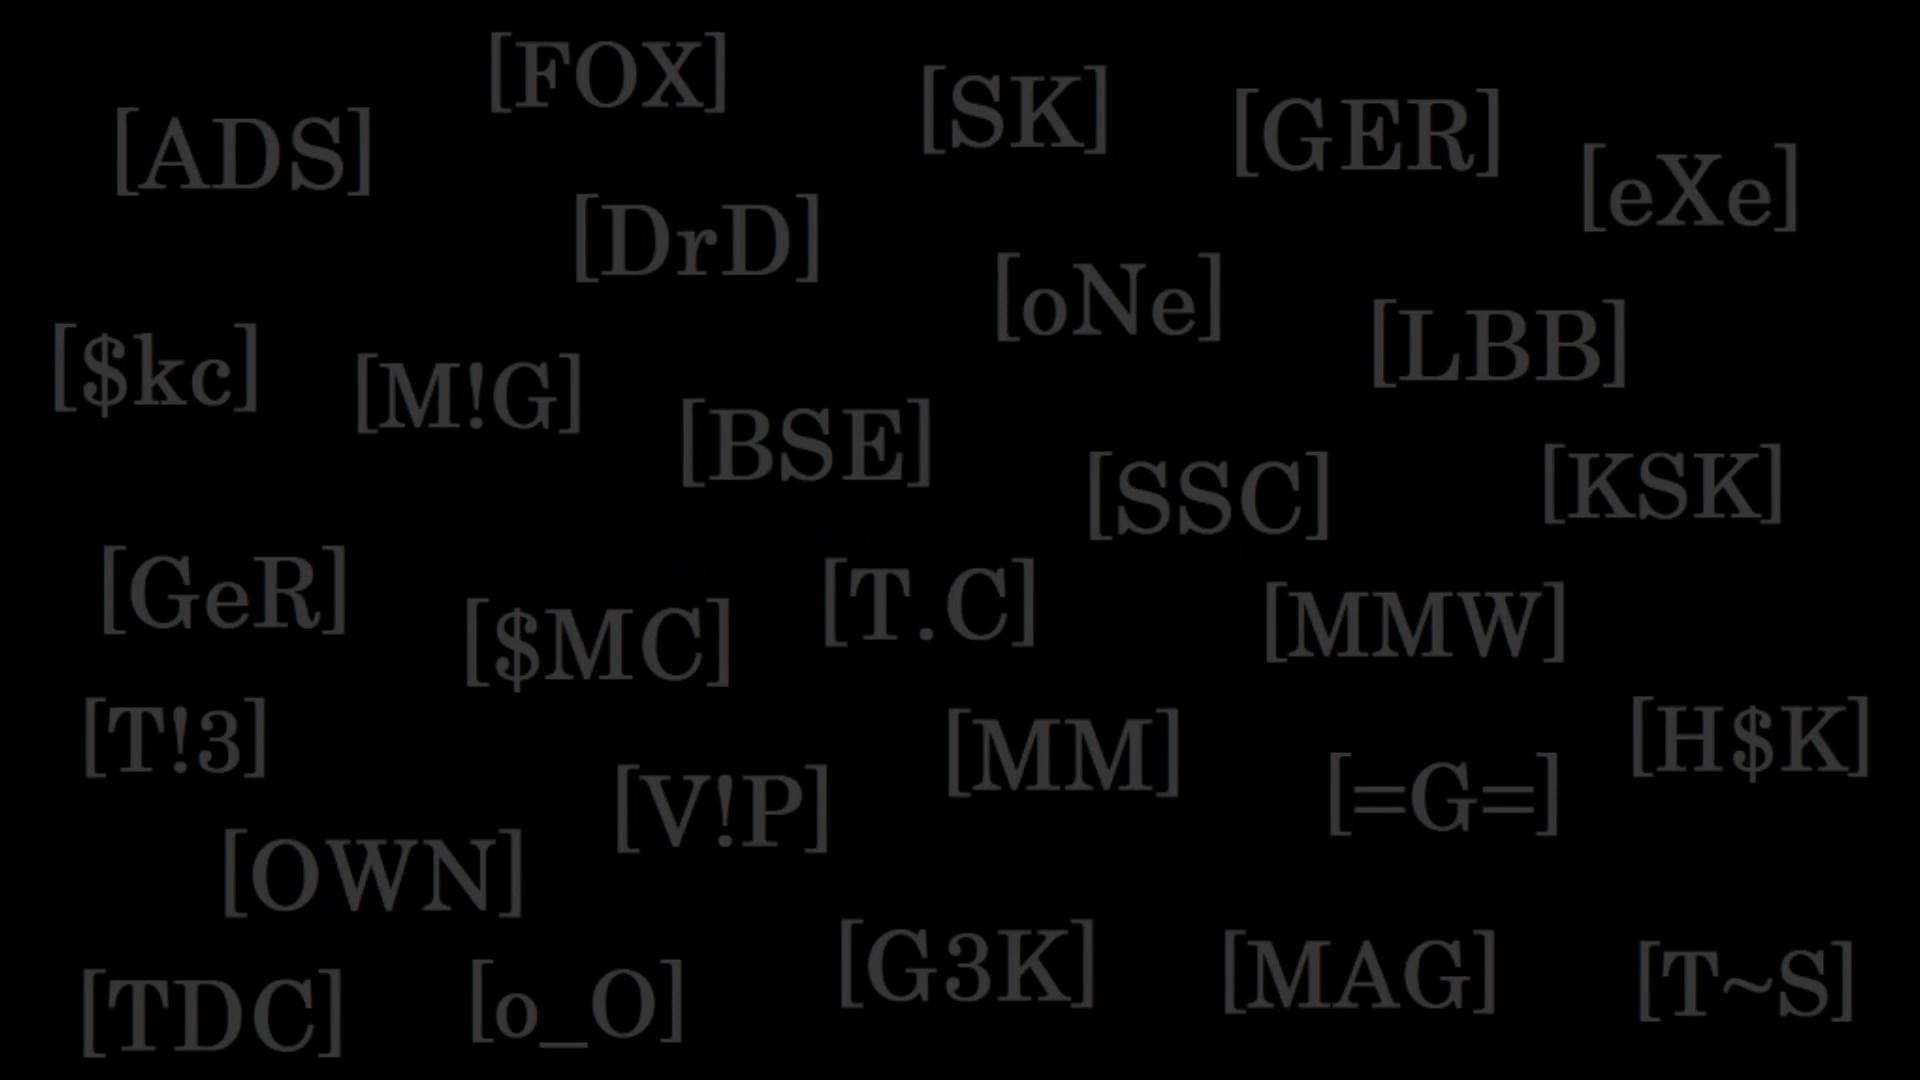 [FOX]
[SK]
[ADS]
[GER]
[eXe]
[DrD]
[oNe]
[LBB]
[$kc]
[M!G]
[BSE]
[SSC]
[KSK]
[GeR]
[$MC]
[T.C]
[MMW]
[T!3]
[MM]
[H$K]
[V!P]
[=G=]
[OWN]
[G3K]
[MAG]
[T~S]
[TDC]
[o_O]